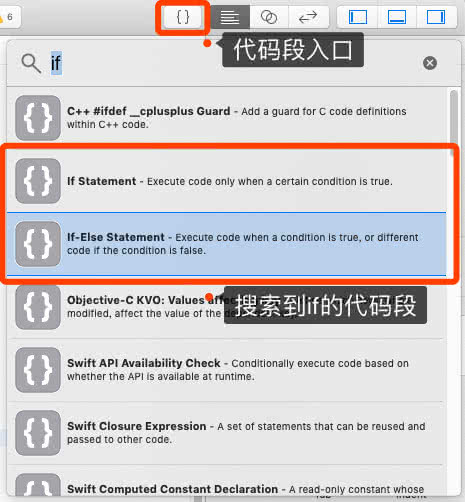 6 { }
代码段入口
if
C++ #ifdef __cplusplus Guard - Add a guard for C code definitions
within C++ code.
If Statement - Execute code only when a certain condition is true.
If-Else Statement - Execute code when a condition is true, or different
code if the condition is false.
Objective-C KVO: Values
搜索到if的代码段
modified, affect the value of the
Swift API Availability Check - Conditionally execute code based on
whether the API is available at runtime.
Swift Closure Expression - A set of statements that can be reused and
passed to other code.
Swift Computed Constant Declaration - A read-only constant whose